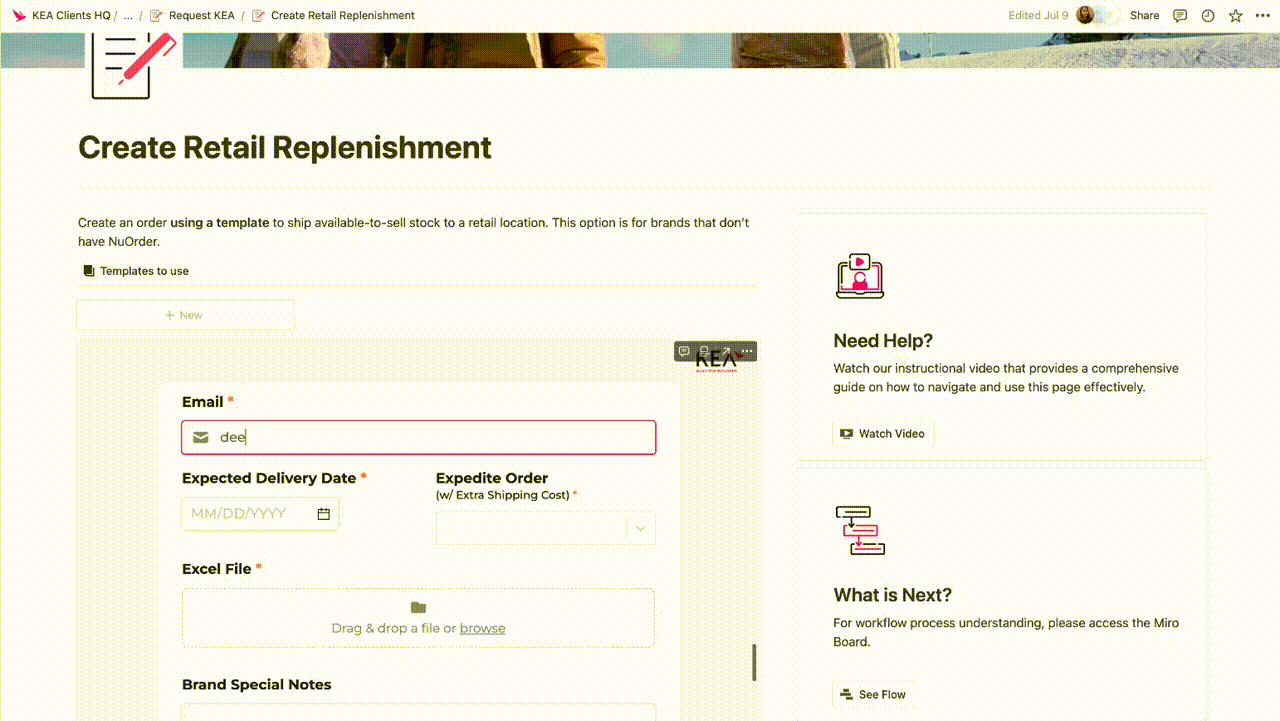 KEA Clients HQ / ... / Request KEA / Create Retail Replenishment
Edited Jul 9 Share
Create Retail Replenishment
Create an order using a template to ship available-to-sell stock to a retail location. This option is for brands that don't
have NuOrder.
Templates to use
New
KEA
Email *
dee
Expected Delivery Date *
MM/DD/YYYY
Expedite Order
(w/ Extra Shipping Cost) *
Excel File *
Drag & drop a file or browse
Brand Special Notes
Need Help?
Watch our instructional video that provides a comprehensive
guide on how to navigate and use this page effectively.
Watch Video
What is Next?
For workflow process understanding, please access the Miro
Board.
See Flow